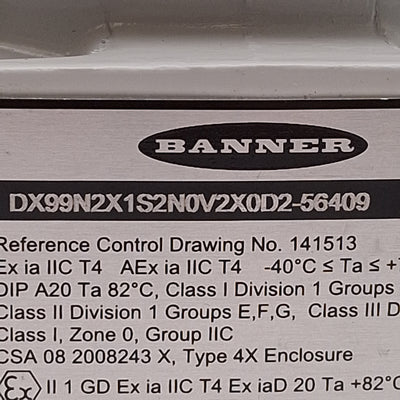 BANNER
DX99N2X1S2N0V2X0D2-56409
Reference Control Drawing No. 141513
Ex ia IIC T4 AEx ia IIC T4 -40°C ≤ Ta ≤ +
DIP A20 Ta 82°C, Class I Division 1 Groups
Class II Division 1 Groups E,F,G, Class III D
Class I, Zone 0, Group IIC
CSA 08 2008243 X, Type 4X Enclosure
Ex II 1 GD Ex ia IIC T4 Ex iaD 20 Ta +82°C